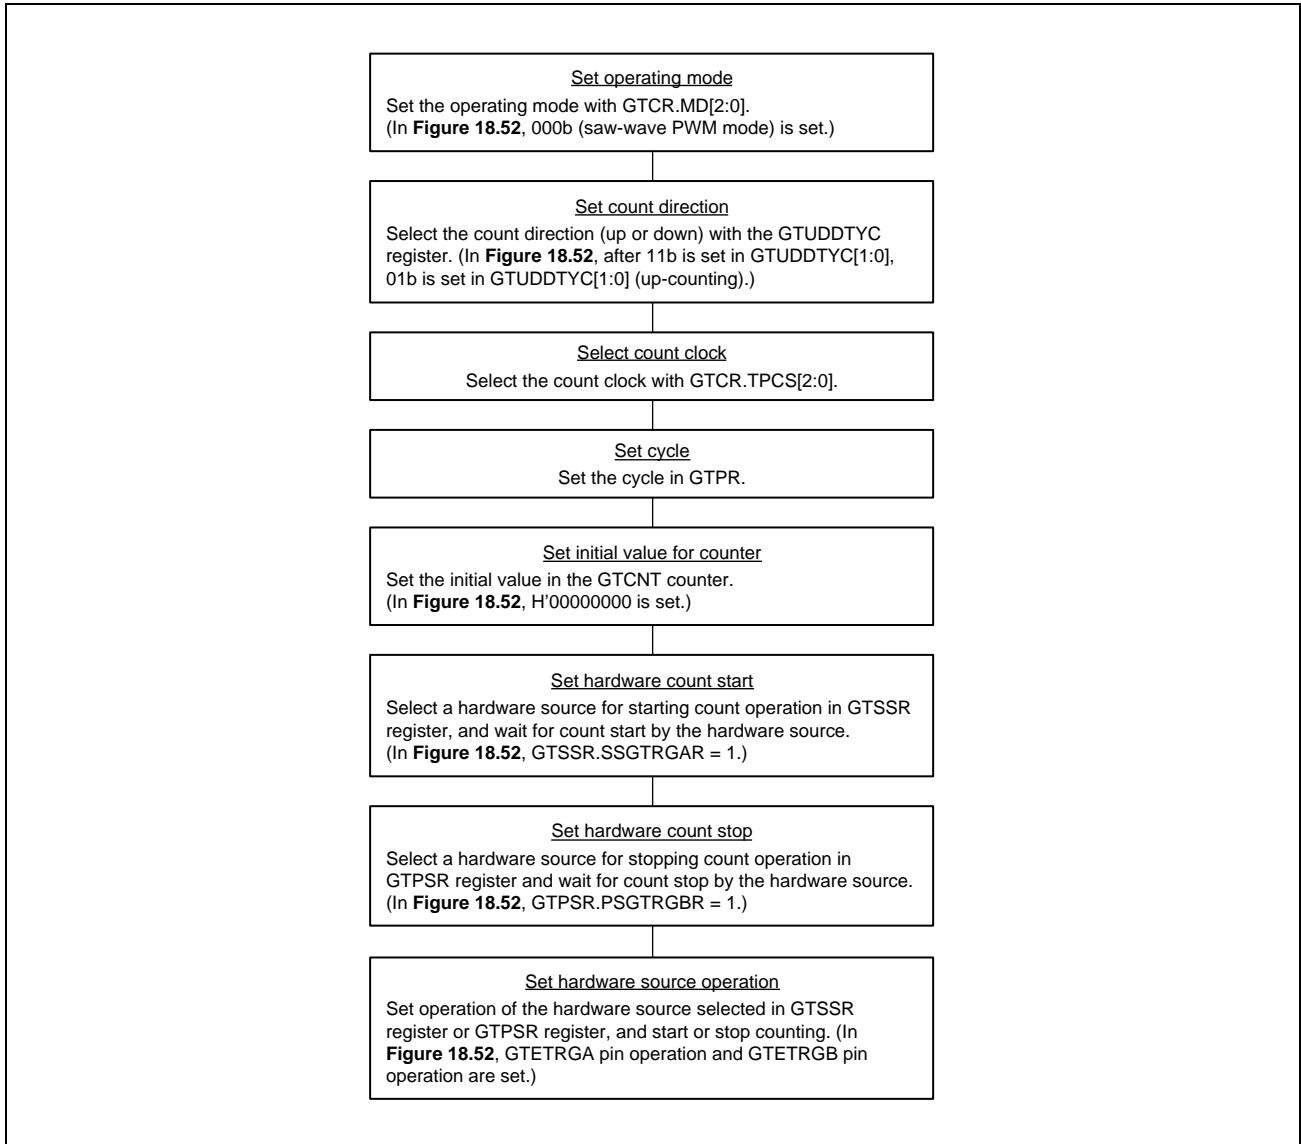 Set operating mode
Set the operating mode with GTCR.MD[2:0].
(In Figure 18.52, 000b (saw-wave PWM mode) is set.)
Set count direction
Select the count direction (up or down) with the GTUDDTYC
register. (In Figure 18.52, after 11b is set in GTUDDTYC[1:0],
01b is set in GTUDDTYC[1:0] (up-counting).)
Select count clock
Select the count clock with GTCR.TPCS[2:0].
Set cycle
Set the cycle in GTPR.
Set initial value for counter
Set the initial value in the GTCNT counter.
(In Figure 18.52, H'00000000 is set.)
Set hardware count start
Select a hardware source for starting count operation in GTSSR
register, and wait for count start by the hardware source.
(In Figure 18.52, GTSSR.SSGTRGAR = 1.)
Set hardware count stop
Select a hardware source for stopping count operation in
GTPSR register and wait for count stop by the hardware source.
(In Figure 18.52, GTPSR.PSGTRGBR = 1.)
Set hardware source operation
Set operation of the hardware source selected in GTSSR
register or GTPSR register, and start or stop counting. (In
Figure 18.52, GTETRGA pin operation and GTETRGB pin
operation are set.)